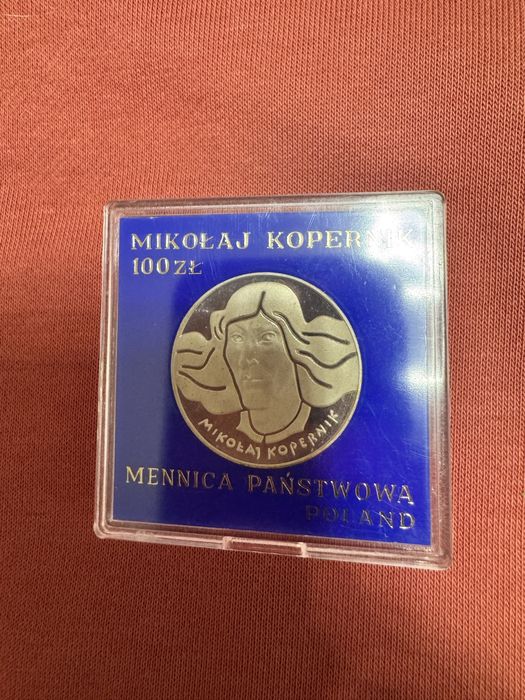 MIKOŁAJ KOPERNIK
100 ZŁ
MIKOŁAJ KOPERNIK
MENNICA PAŃSTWOWA
POLAND